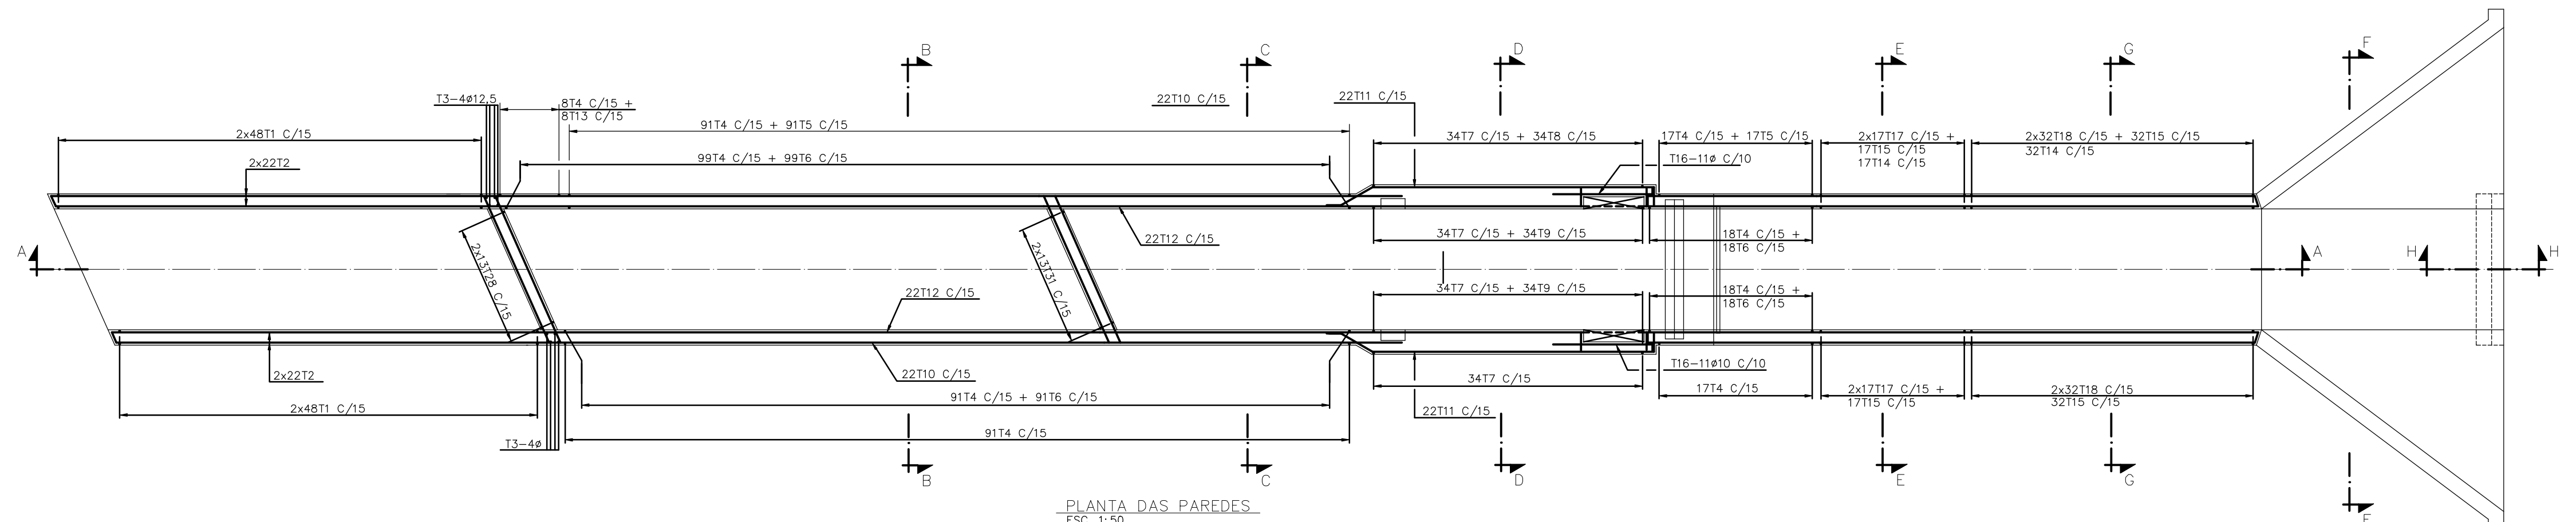 B
C
D
E
G
F
T3-4ø12,5
8T4 C/15 +
8T13 C/15
22T10 C/15
22T11 C/15
2x48T1 C/15
91T4 C/15 + 91T5 C/15
34T7 C/15 + 34T8 C/15
17T4 C/15 + 17T5 C/15
2x17T17 C/15 +
17T15 C/15
17T14 C/15
2x32T18 C/15 + 32T15 C/15
32T14 C/15
2x22T2
99T4 C/15 + 99T6 C/15
T16-11ø C/10
22T12 C/15
34T7 C/15 + 34T9 C/15
18T4 C/15 +
18T6 C/15
A
2x13T28 C/15
2x13T31 C/15
A
H
H
22T12 C/15
34T7 C/15 + 34T9 C/15
18T4 C/15 +
18T6 C/15
2x22T2
22T10 C/15
T16-11ø10 C/10
34T7 C/15
17T4 C/15
2x17T17 C/15 +
17T15 C/15
2x32T18 C/15
32T15 C/15
2x48T1 C/15
91T4 C/15 + 91T6 C/15
22T11 C/15
T3-4ø
91T4 C/15
B
C
D
E
G
F
PLANTA DAS PAREDES
ESC. 1:50